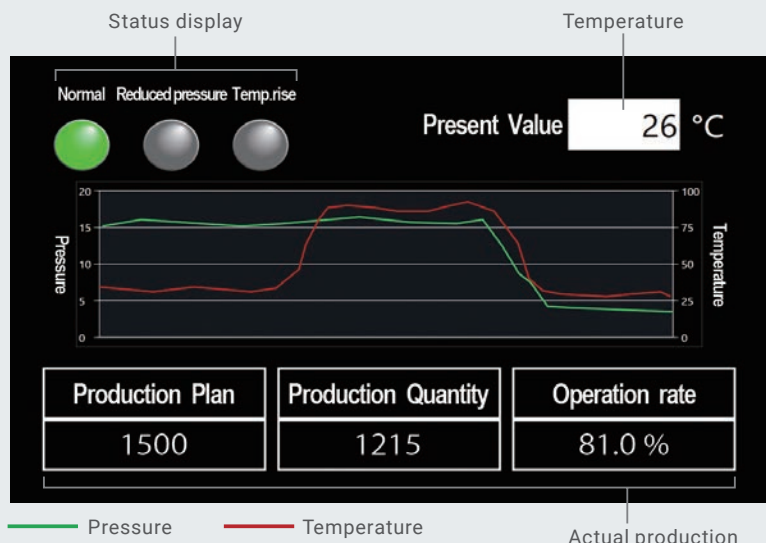 Status display
Temperature
Normal Reduced pressure Temp.rise
Present Value 26 °C
20
15
10
5
0
Pressure
100
75
50
25
0
Temperature
Production Plan
1500
Production Quantity
1215
Operation rate
81.0 %
Pressure
Temperature
Actual production